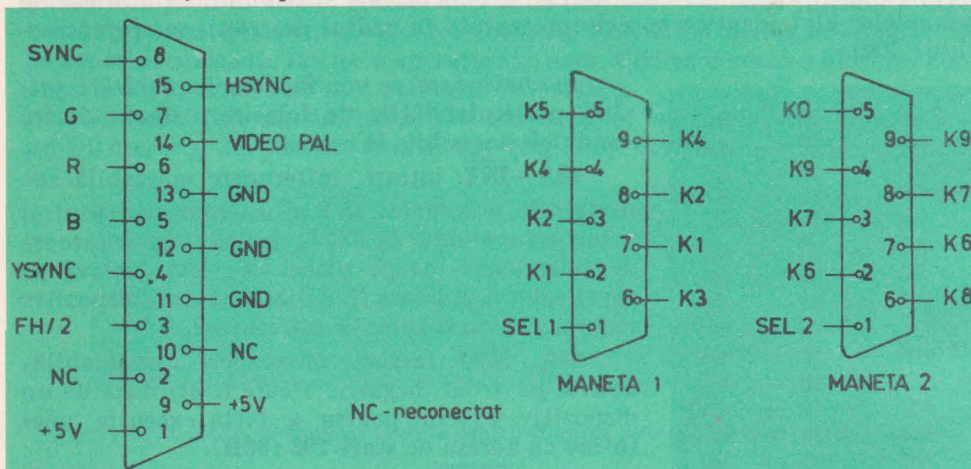 SYNC 8
15 HSYNC
G 7
14 VIDEO PAL
R 6
13 GND
B 5
12 GND
YSYNC 4
11 GND
FH/2 3
10 NC
NC 2
9 +5V
+5V 1
NC-neconectat
K5 5
9 K4
K4 4
8 K2
K2 3
7 K1
K1 2
6 K3
SEL 1 1
MANETA 1
K0 5
9 K9
K9 4
8 K7
K7 3
7 K6
K6 2
6 K8
SEL 2 1
MANETA 2